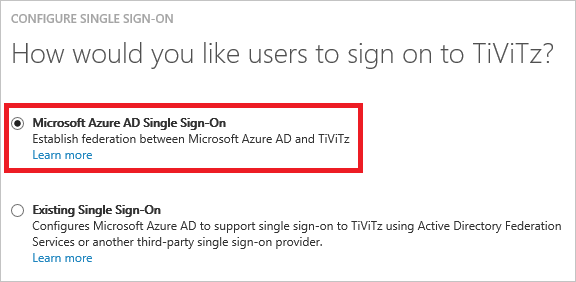 CONFIGURE SINGLE SIGN-ON
How would you like users to sign on to TiViTz?
Microsoft Azure AD Single Sign-On
Establish federation between Microsoft Azure AD and TiViTz
Learn more
Existing Single Sign-On
Configures Microsoft Azure AD to support single sign-on to TiViTz using Active Directory Federation
Services or another third-party single sign-on provider.
Learn more